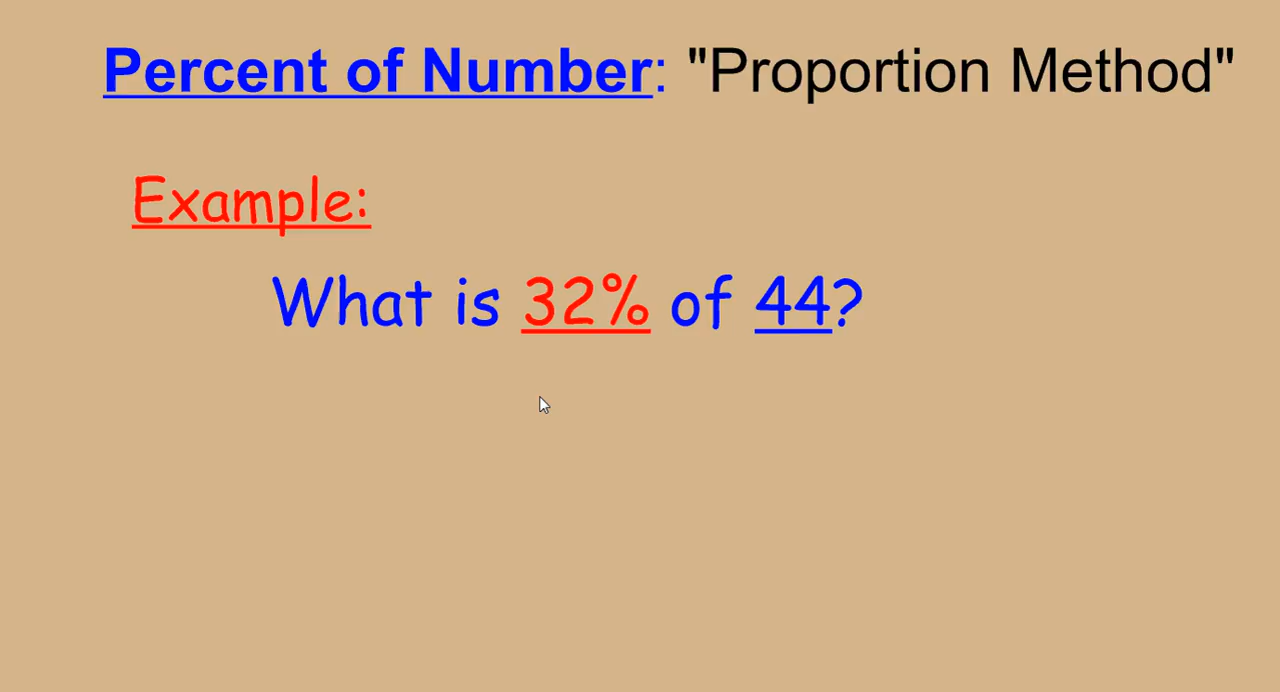 Percent of Number: "Proportion Method"
Example:
What is 32% of 44?